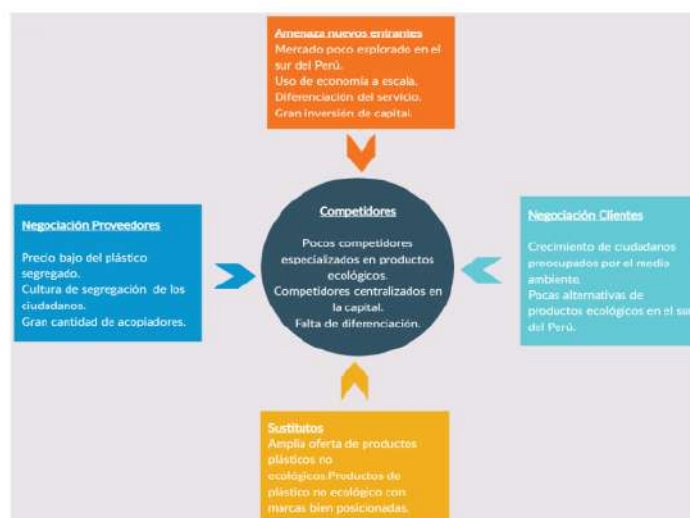 Amenaza nuevos entrantes
Mercado poco explorado en el
sur del Perú.
Uso de economía a escala.
Diferenciación del servicio.
Gran inversión de capital.
Negociación Proveedores
Precio bajo del plástico
segregado.
Cultura de segregación de los
ciudadanos.
Gran cantidad de acopiadores.
Competidores
Pocos competidores
especializados en productos
ecológicos.
Competidores centralizados en
la capital.
Falta de diferenciación.
Negociación Clientes
Crecimiento de ciudadanos
preocupados por el medio
ambiente.
Pocas alternativas de
productos ecológicos en el sur
del Perú.
Sustitutos
Amplia oferta de productos
plásticos no
ecológicos.Productos de
plástico no ecológico con
marcas bien posicionadas.